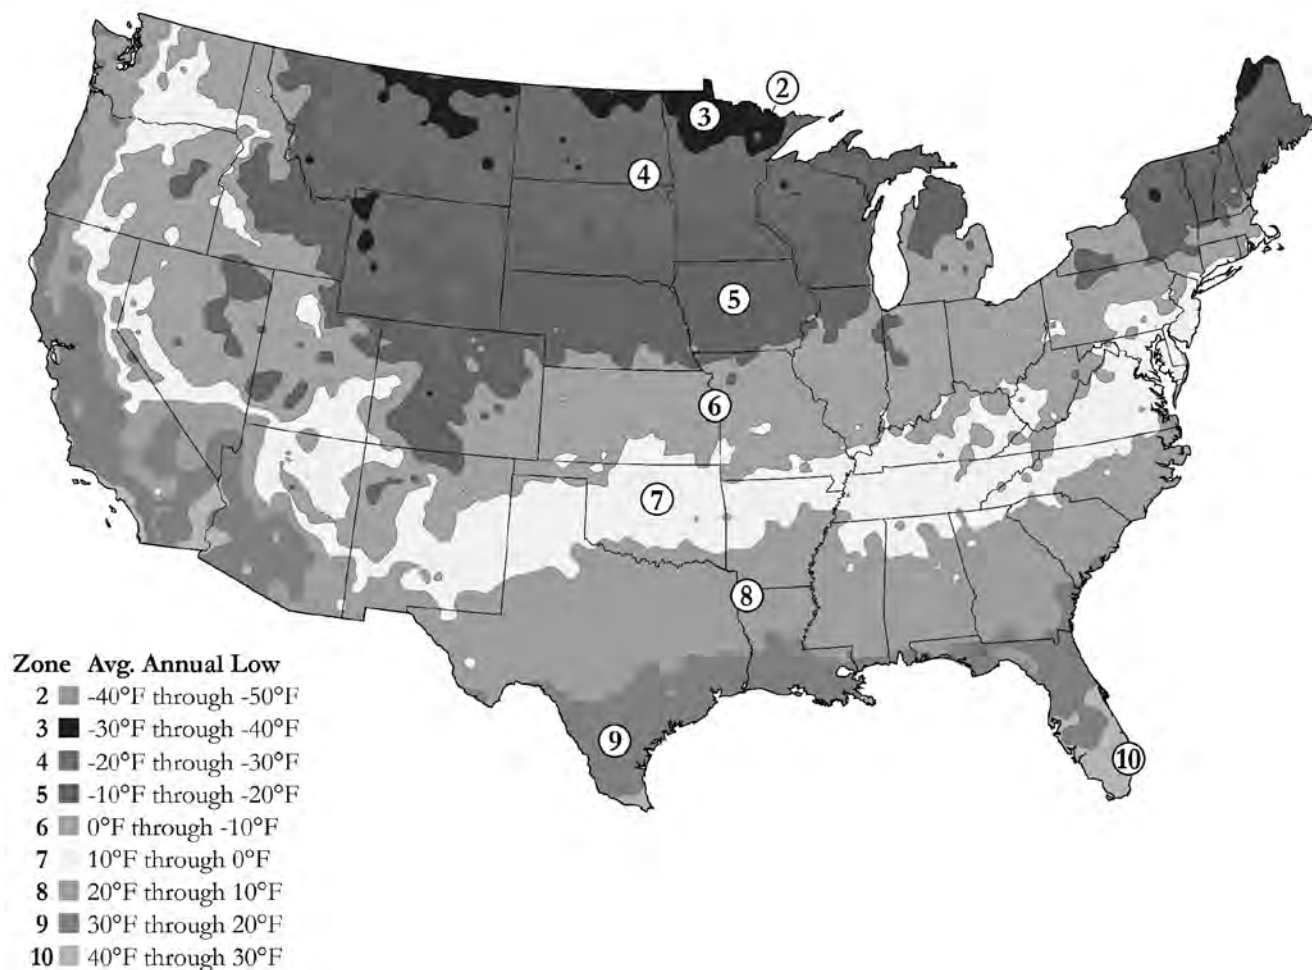 2
3
4
5
6
7
8
9
10
Zone Avg. Annual Low
2 -40°F through -50°F
3 -30°F through -40°F
4 -20°F through -30°F
5 -10°F through -20°F
6 0°F through -10°F
7 10°F through 0°F
8 20°F through 10°F
9 30°F through 20°F
10 40°F through 30°F